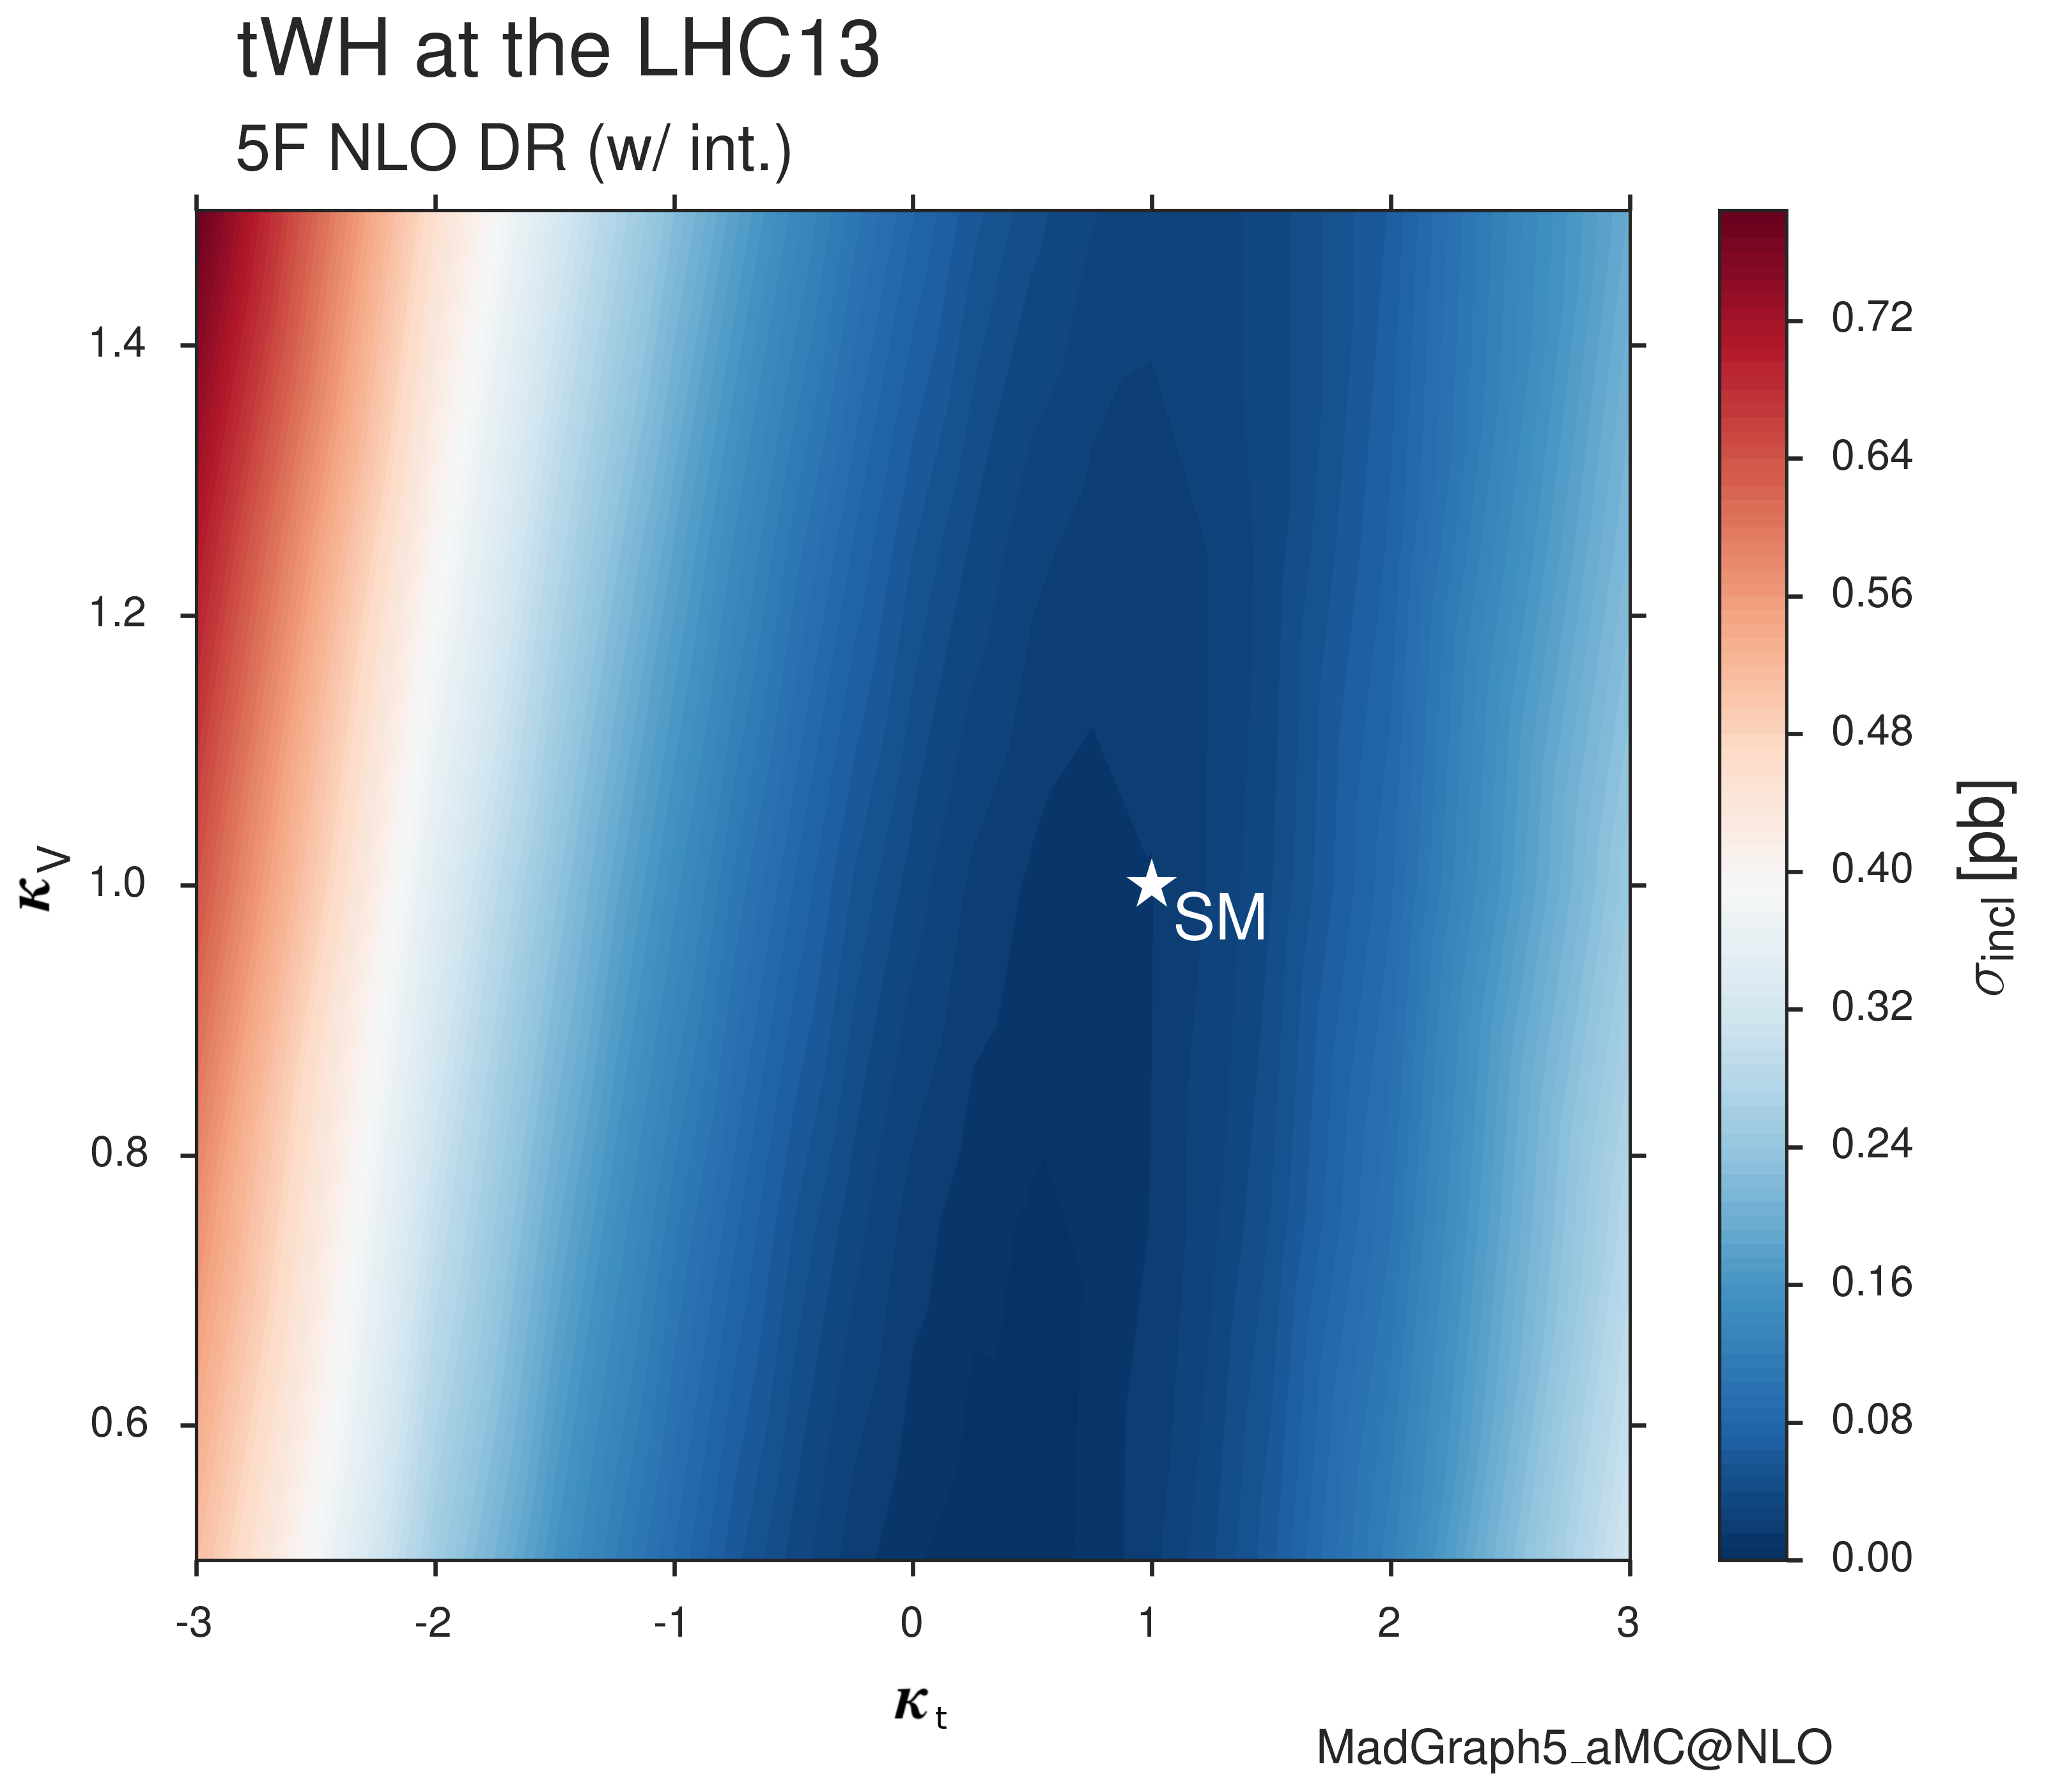 tWH at the LHC13
5F NLO DR (w/ int.)
1.4
1.2
1.0
0.8
0.6
κV
SM
-3 -2 -1 0 1 2 3
κt
0.72
0.64
0.56
0.48
0.40
0.32
0.24
0.16
0.08
0.00
σincl [pb]
MadGraph5_aMC@NLO